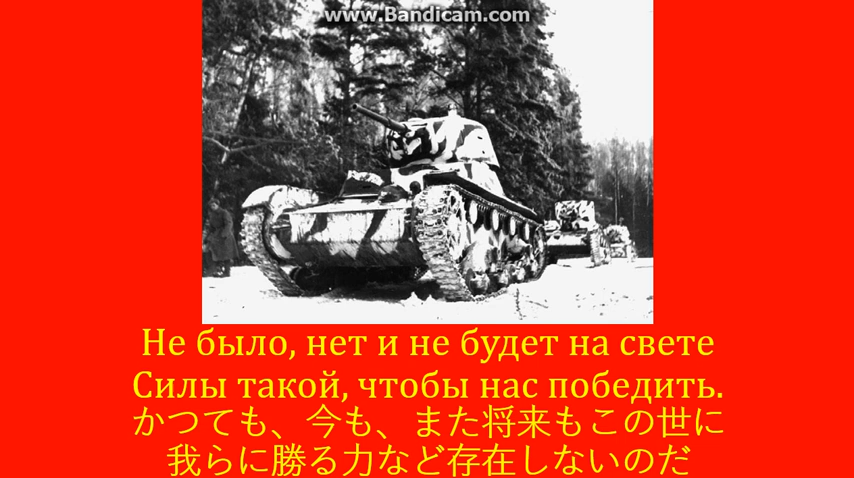 www.Bandicam.com
Не было, нет и не будет на свете
Силы такой, чтобы нас победить.
かつても、今も、また将来もこの世に
我らに勝る力など存在しないのだ